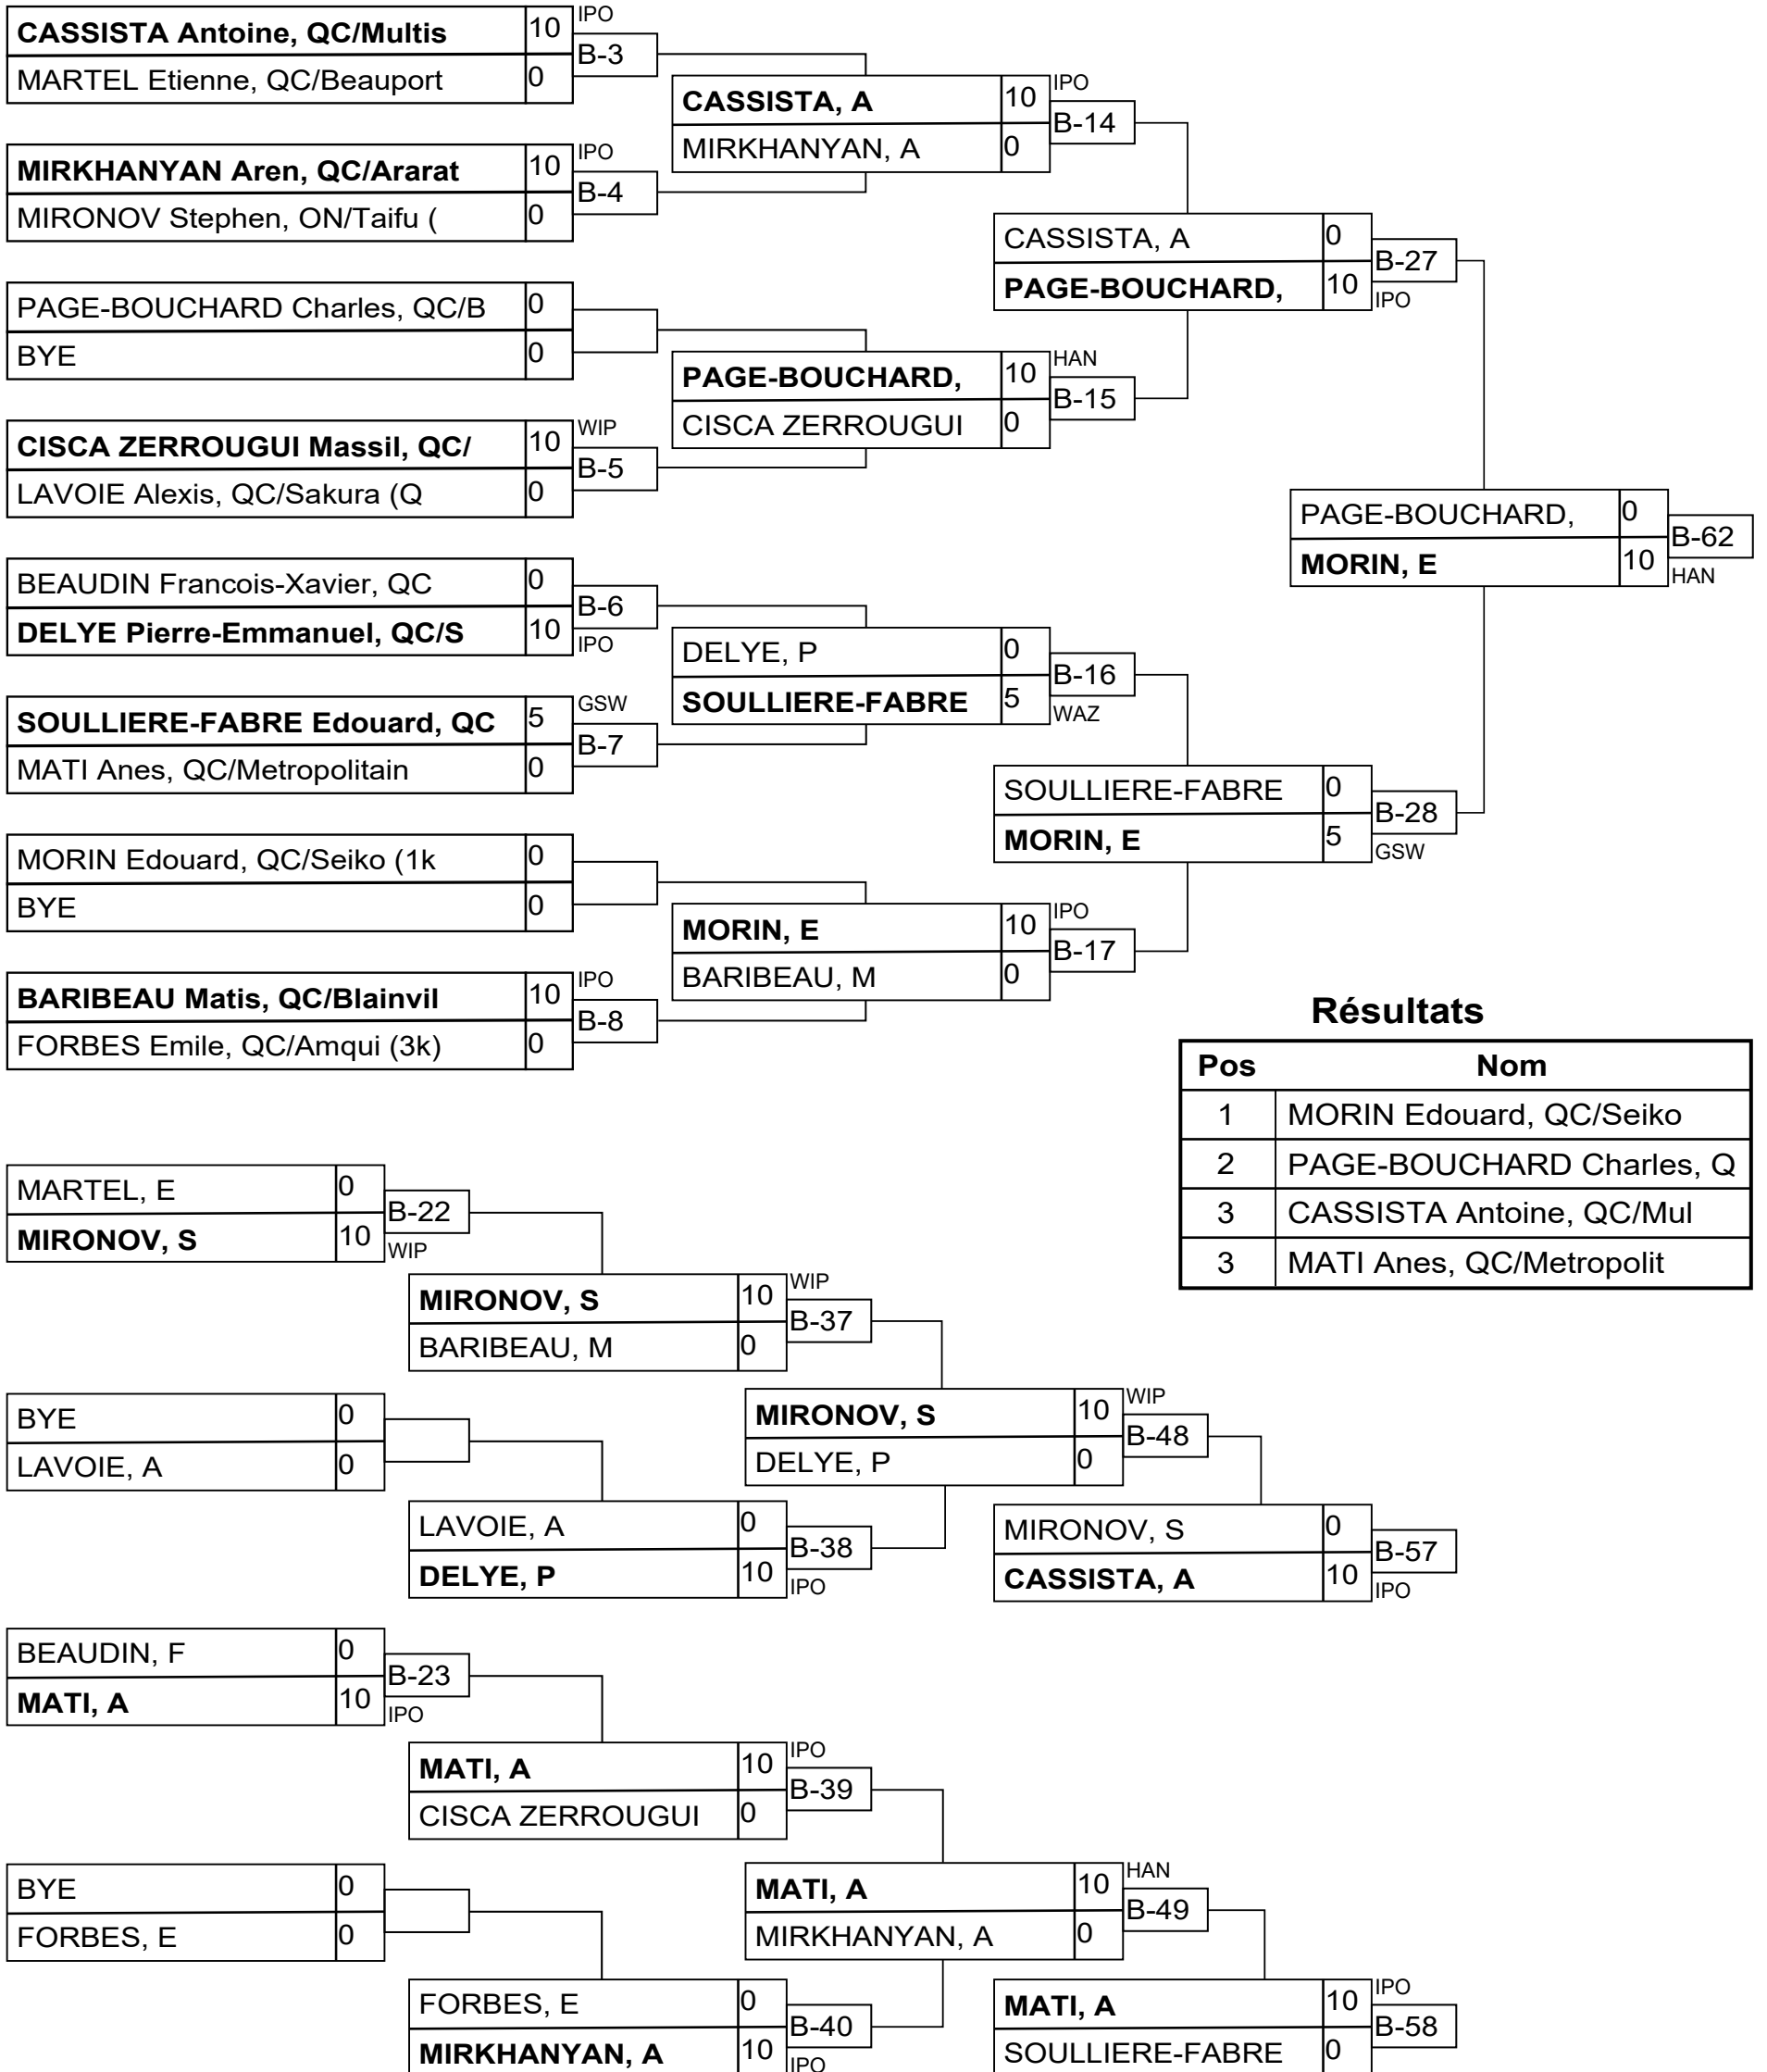 CASSISTA Antoine, QC/Multis 10 IPO
B-3
MARTEL Etienne, QC/Beauport 0
MIRKHANYAN Aren, QC/Ararat 10 IPO
B-4
MIRONOV Stephen, ON/Taifu ( 0
PAGE-BOUCHARD Charles, QC/B 0
BYE 0
CISCA ZERROUGUI Massil, QC/ 10 WIP
B-5
LAVOIE Alexis, QC/Sakura (Q 0
BEAUDIN Francois-Xavier, QC 0
B-6
DELYE Pierre-Emmanuel, QC/S 10 IPO
SOULLIERE-FABRE Edouard, QC 5 GSW
B-7
MATI Anes, QC/Metropolitain 0
MORIN Edouard, QC/Seiko (1k 0
BYE 0
BARIBEAU Matis, QC/Blainvil 10 IPO
B-8
FORBES Emile, QC/Amqui (3k) 0
CASSISTA, A 10 IPO
B-14
MIRKHANYAN, A 0
PAGE-BOUCHARD, 10 HAN
B-15
CISCA ZERROUGUI 0
DELYE, P 0
B-16
SOULLIERE-FABRE 5 WAZ
MORIN, E 10 IPO
B-17
BARIBEAU, M 0
CASSISTA, A 0
B-27
PAGE-BOUCHARD, 10 IPO
SOULLIERE-FABRE 0
B-28
MORIN, E 5 GSW
PAGE-BOUCHARD, 0
B-62
MORIN, E 10 HAN
Résultats
Pos Nom
1 MORIN Edouard, QC/Seiko
2 PAGE-BOUCHARD Charles, Q
3 CASSISTA Antoine, QC/Mul
3 MATI Anes, QC/Metropolit
MARTEL, E 0
B-22
MIRONOV, S 10 WIP
BYE 0
LAVOIE, A 0
MIRONOV, S 10 WIP
B-37
BARIBEAU, M 0
LAVOIE, A 0
B-38
DELYE, P 10 IPO
MIRONOV, S 10 WIP
B-48
DELYE, P 0
MIRONOV, S 0
B-57
CASSISTA, A 10 IPO
BEAUDIN, F 0
B-23
MATI, A 10 IPO
BYE 0
FORBES, E 0
MATI, A 10 IPO
B-39
CISCA ZERROUGUI 0
FORBES, E 0
B-40
MIRKHANYAN, A 10 IPO
MATI, A 10 HAN
B-49
MIRKHANYAN, A 0
MATI, A 10 IPO
B-58
SOULLIERE-FABRE 0